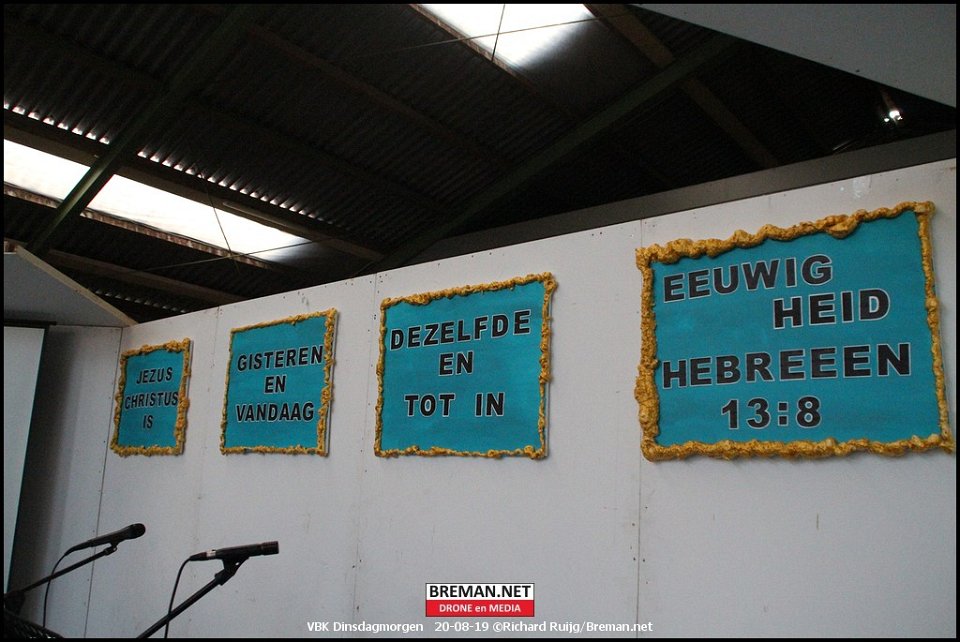 JEZUS
CHRISTUS
IS
GISTEREN
EN
VANDAAG
DEZELFDE
EN
TOT IN
EEUWIG
HEID
HEBREEEN
13:8
BREMAN.NET
DRONE en MEDIA
VBK Dinsdagmorgen 20-08-19 ©Richard Ruijg/Breman.net